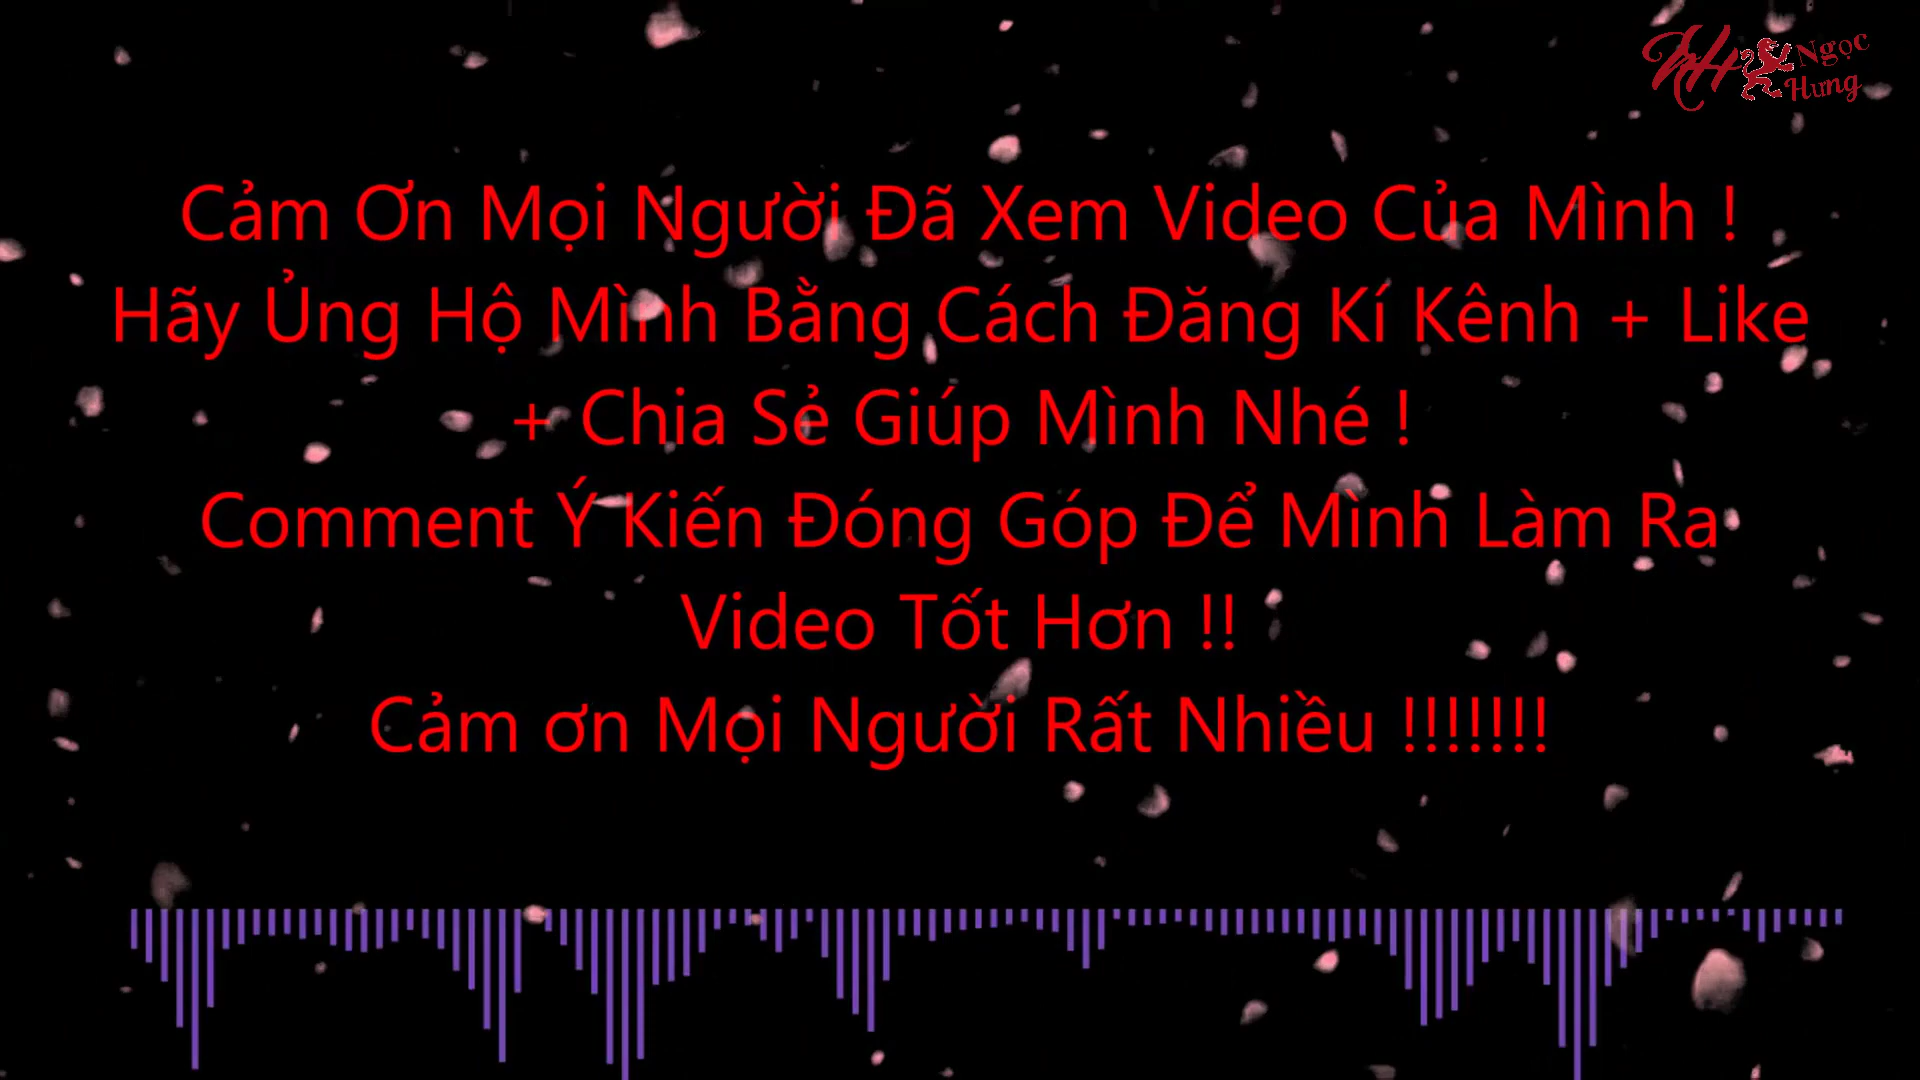 NH Ngọc
Hưng
Cảm Ơn Mọi Người Đã Xem Video Của Mình !
Hãy Ủng Hộ Mình Bằng Cách Đăng Kí Kênh + Like
+ Chia Sẻ Giúp Mình Nhé !
Comment Ý Kiến Đóng Góp Để Mình Làm Ra
Video Tốt Hơn !!
Cảm ơn Mọi Người Rất Nhiều !!!!!!!